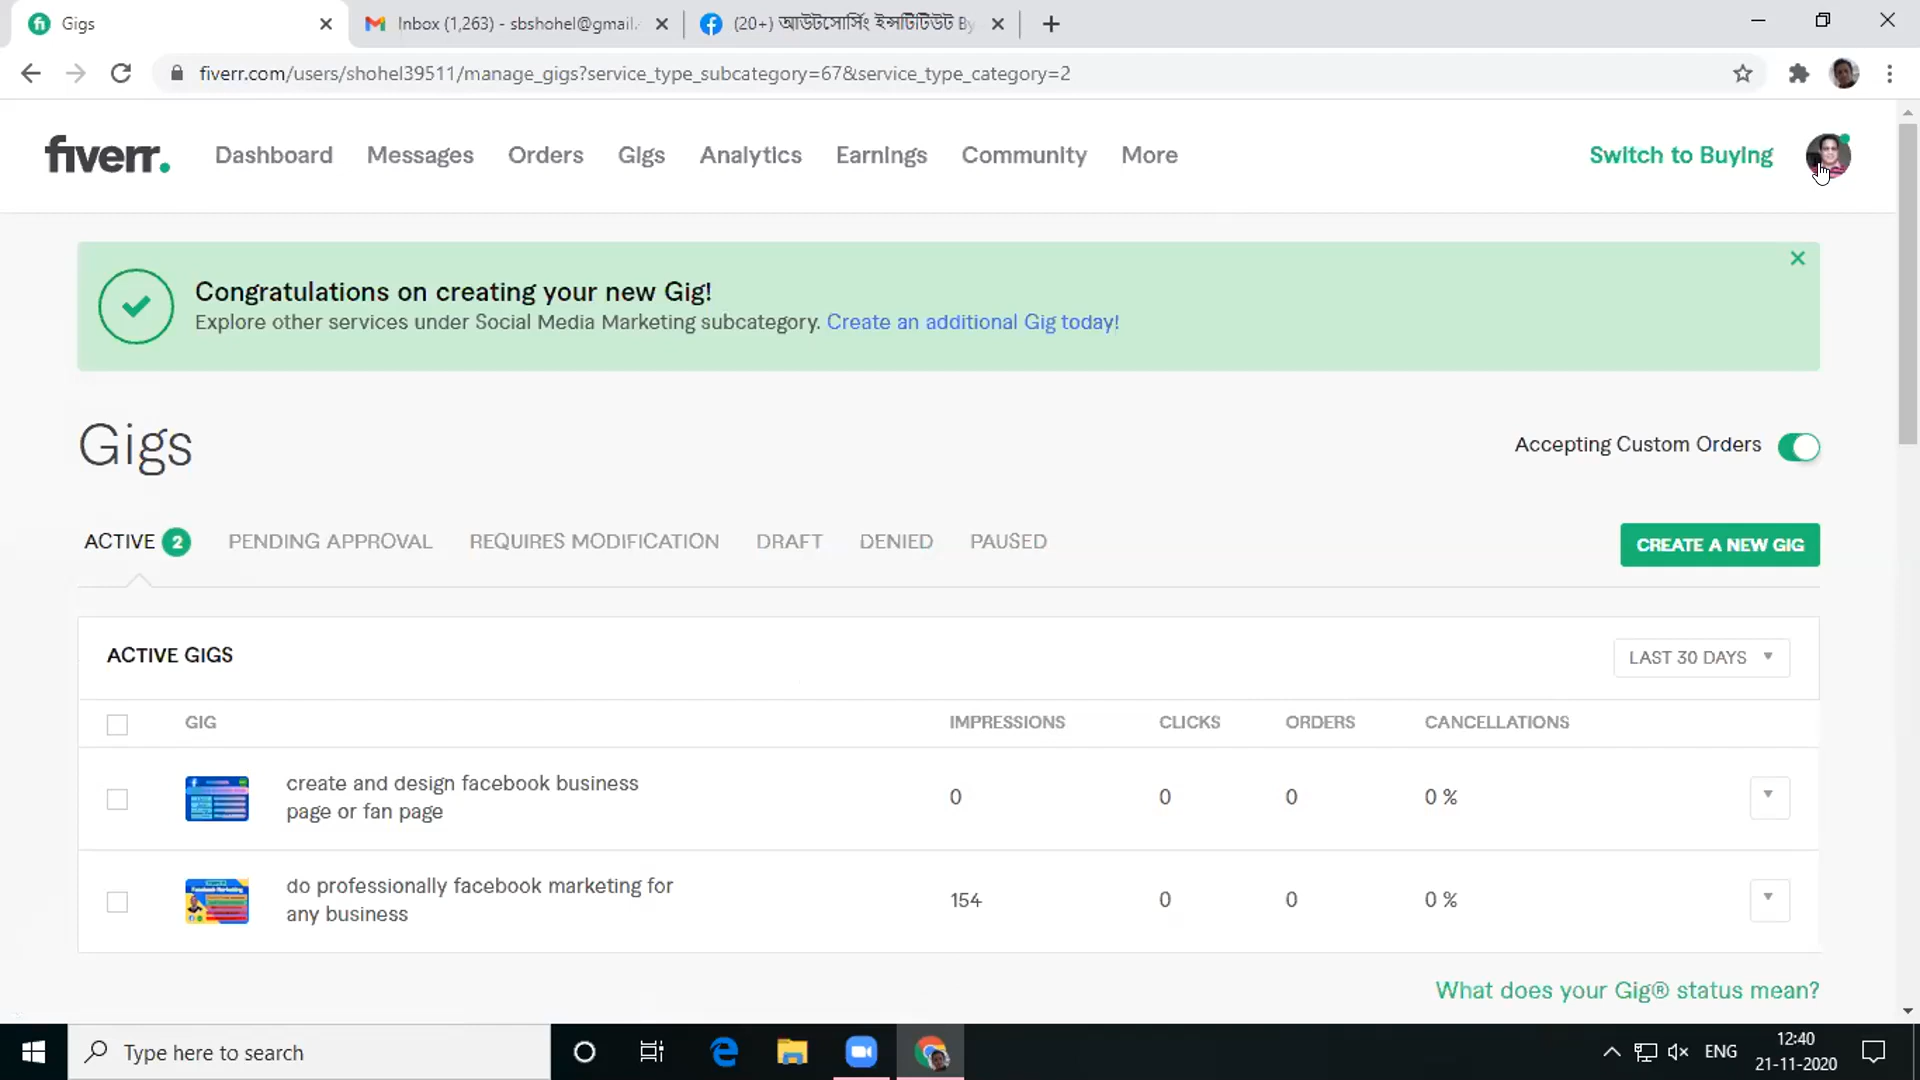 Gigs
Inbox (1,263) - sbshohel@gmail.
(20+) আউটসোর্সিং ইন্সটিটিউট By
fiverr.com/users/shohel39511/manage_gigs?service_type_subcategory=67&service_type_category=2
fiverr.
Dashboard
Messages
Orders
Gigs
Analytics
Earnings
Community
More
Switch to Buying
Congratulations on creating your new Gig!
Explore other services under Social Media Marketing subcategory. Create an additional Gig today!
Gigs
Accepting Custom Orders
ACTIVE 2
PENDING APPROVAL
REQUIRES MODIFICATION
DRAFT
DENIED
PAUSED
CREATE A NEW GIG
ACTIVE GIGS
LAST 30 DAYS
GIG
IMPRESSIONS
CLICKS
ORDERS
CANCELLATIONS
create and design facebook business
page or fan page
0
0
0
0 %
do professionally facebook marketing for
any business
154
0
0
0 %
What does your Gig® status mean?
Type here to search
ENG
12:40
21-11-2020